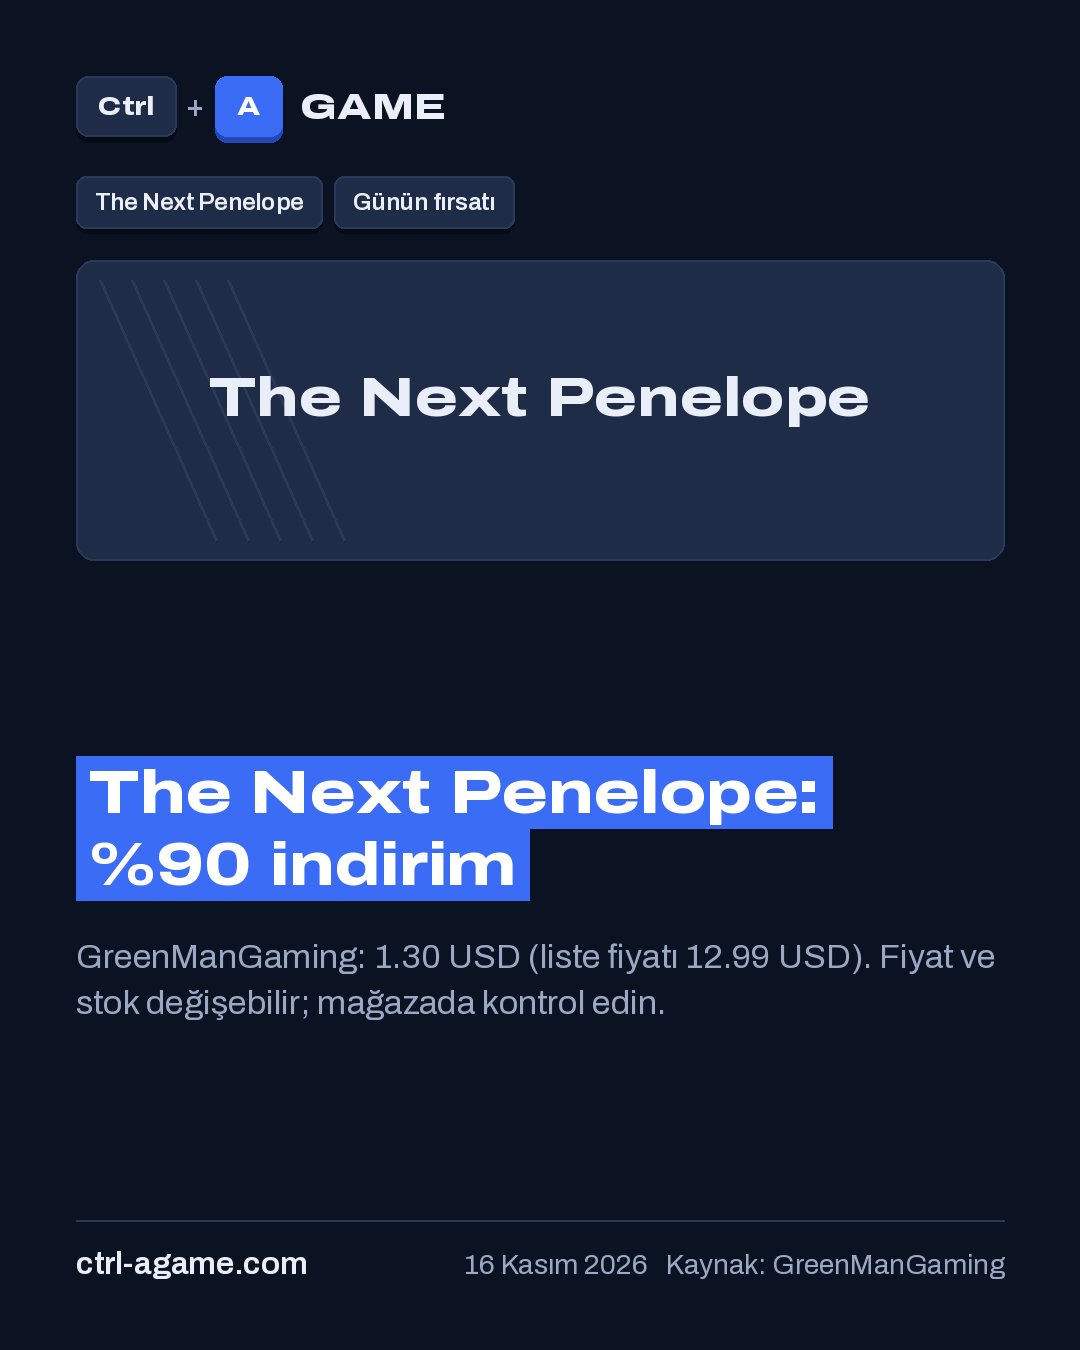 Ctrl + A GAME
The Next Penelope Günün fırsatı
The Next Penelope
The Next Penelope:
%90 indirim
GreenManGaming: 1.30 USD (liste fiyatı 12.99 USD). Fiyat ve
stok değişebilir; mağazada kontrol edin.
ctrl-agame.com 16 Kasım 2026 Kaynak: GreenManGaming